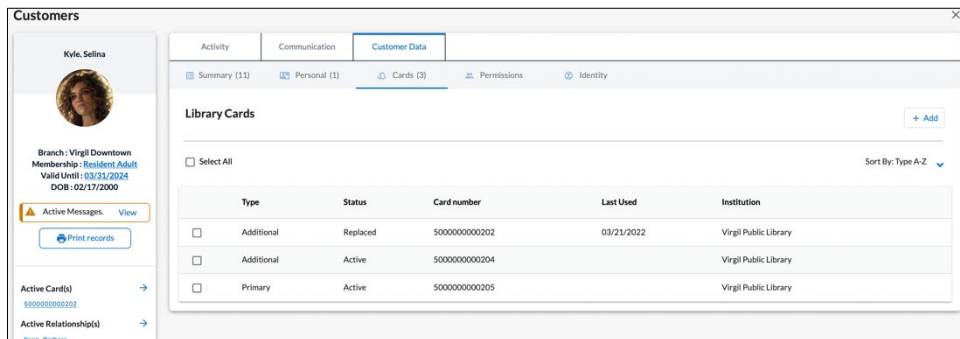 Customers
Kyle, Selina
Branch : Virgil Downtown
Membership : Resident Adult
Valid Until : 03/31/2024
DOB : 02/17/2000
Active Messages. View
Print records
Active Card(s)
5000000000202
Active Relationship(s)
Activity Communication Customer Data
Summary (11) Personal (1) Cards (3) Permissions Identity
Library Cards
+ Add
Select All
Sort By: Type A-Z
Type Status Card number Last Used Institution
Additional Replaced 5000000000202 03/21/2022 Virgil Public Library
Additional Active 5000000000204 Virgil Public Library
Primary Active 5000000000205 Virgil Public Library